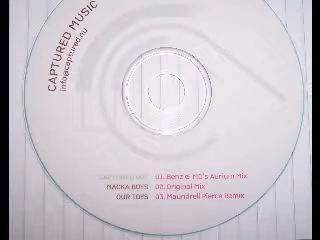 CAPTURED MUSIC
info@captured.nu
01. Benz & MD's Aurium Mix
MACKA BOYS 02. Original Mix
OUR TOYS 03. Maundrell Pierce Remix